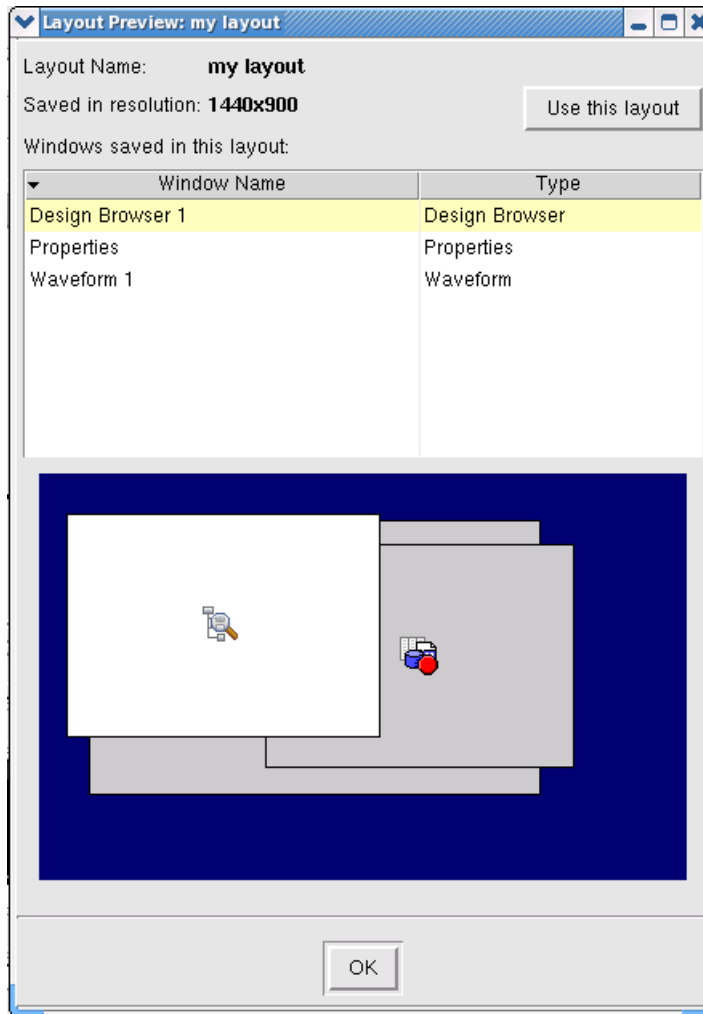 Layout Preview: my layout
Layout Name: my layout
Saved in resolution: 1440x900
Use this layout
Windows saved in this layout:
Window Name Type
Design Browser 1 Design Browser
Properties Properties
Waveform 1 Waveform
OK